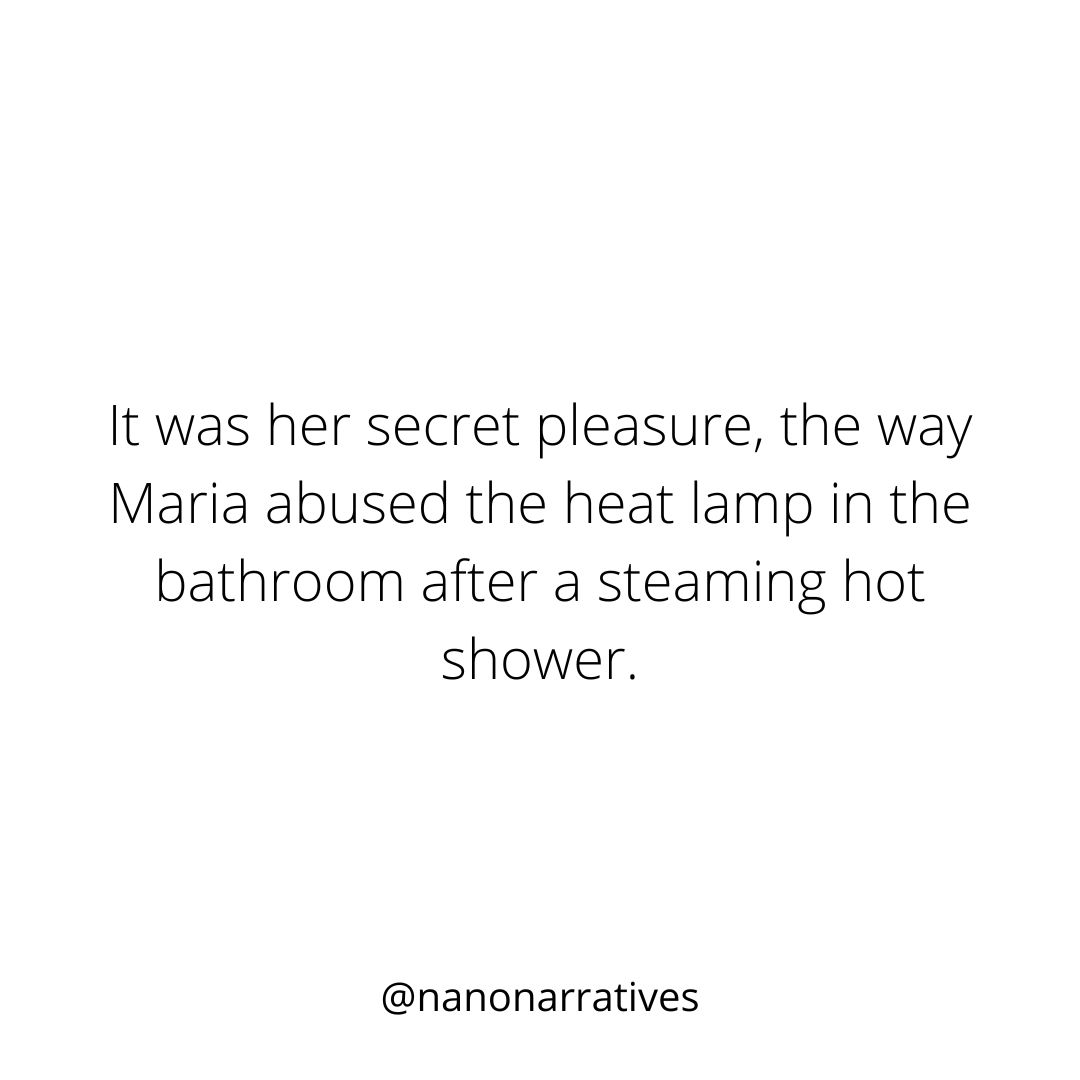 It was her secret pleasure, the way
Maria abused the heat lamp in the
bathroom after a steaming hot
shower.
@nanonarratives